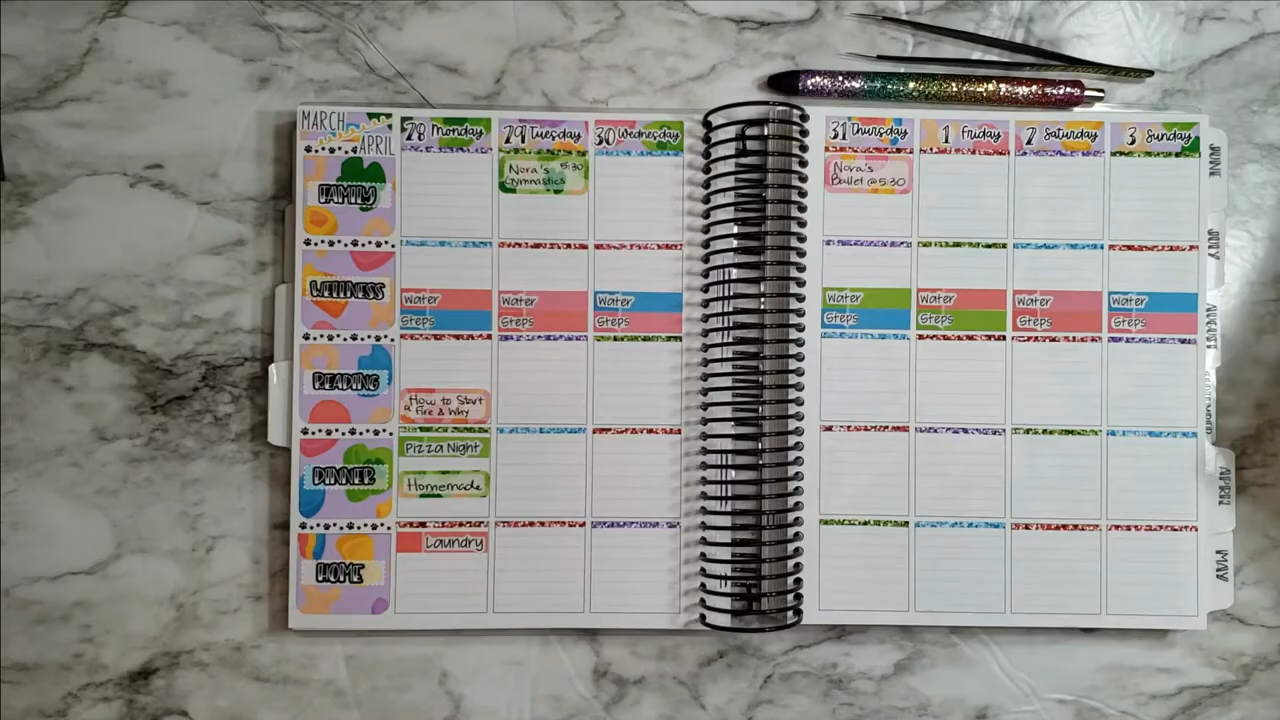 MARCH
APRIL
28 Monday
29 Tuesday
30 Wednesday
31 Thursday
1 Friday
2 Saturday
3 Sunday
FAMILY
Nora's 5:30
Gymnastics
Nora's
Ballet @ 5:30
WELLNESS
Water
Steps
Water
Steps
Water
Steps
Water
Steps
Water
Steps
Water
Steps
Water
Steps
READING
How to Start
a Fire & Why
DINNER
Pizza Night
Homemade
HOME
Laundry
JUNE
JULY
AUGUST
APRIL
MAY